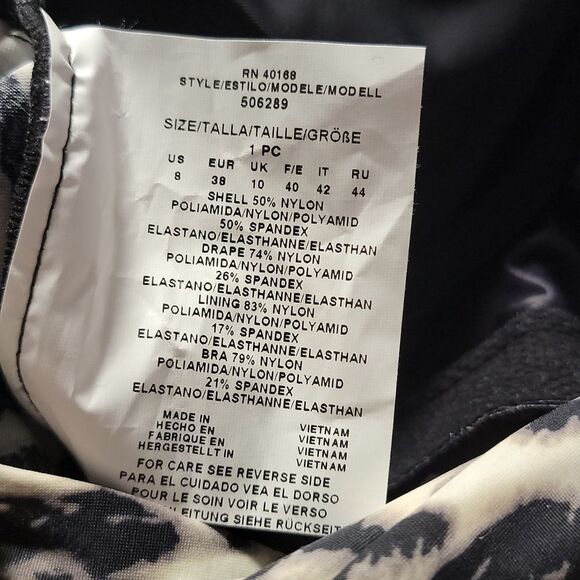 RN 40168
STYLE/ESTILO/MODELE/MODELL
506289
SIZE/TALLA/TAILLE/GRÖßE
1 PC
US EUR UK F/E IT RU
8 38 10 40 42 44
SHELL 50% NYLON
POLIAMIDA/NYLON/POLYAMID
50% SPANDEX
ELASTANO/ELASTHANNE/ELASTHAN
DRAPE 74% NYLON
POLIAMIDA/NYLON/POLYAMID
26% SPANDEX
ELASTANO/ELASTHANNE/ELASTHAN
LINING 83% NYLON
POLIAMIDA/NYLON/POLYAMID
17% SPANDEX
ELASTANO/ELASTHANNE/ELASTHAN
BRA 79% NYLON
POLIAMIDA/NYLON/POLYAMID
21% SPANDEX
ELASTANO/ELASTHANNE/ELASTHAN
MADE IN VIETNAM
HECHO EN VIETNAM
FABRIQUE EN VIETNAM
HERGESTELLT IN VIETNAM
FOR CARE SEE REVERSE SIDE
PARA EL CUIDADO VEA EL DORSO
POUR LE SOIN VOIR LE VERSO
LEITUNG SIEHE RÜCKSEIT